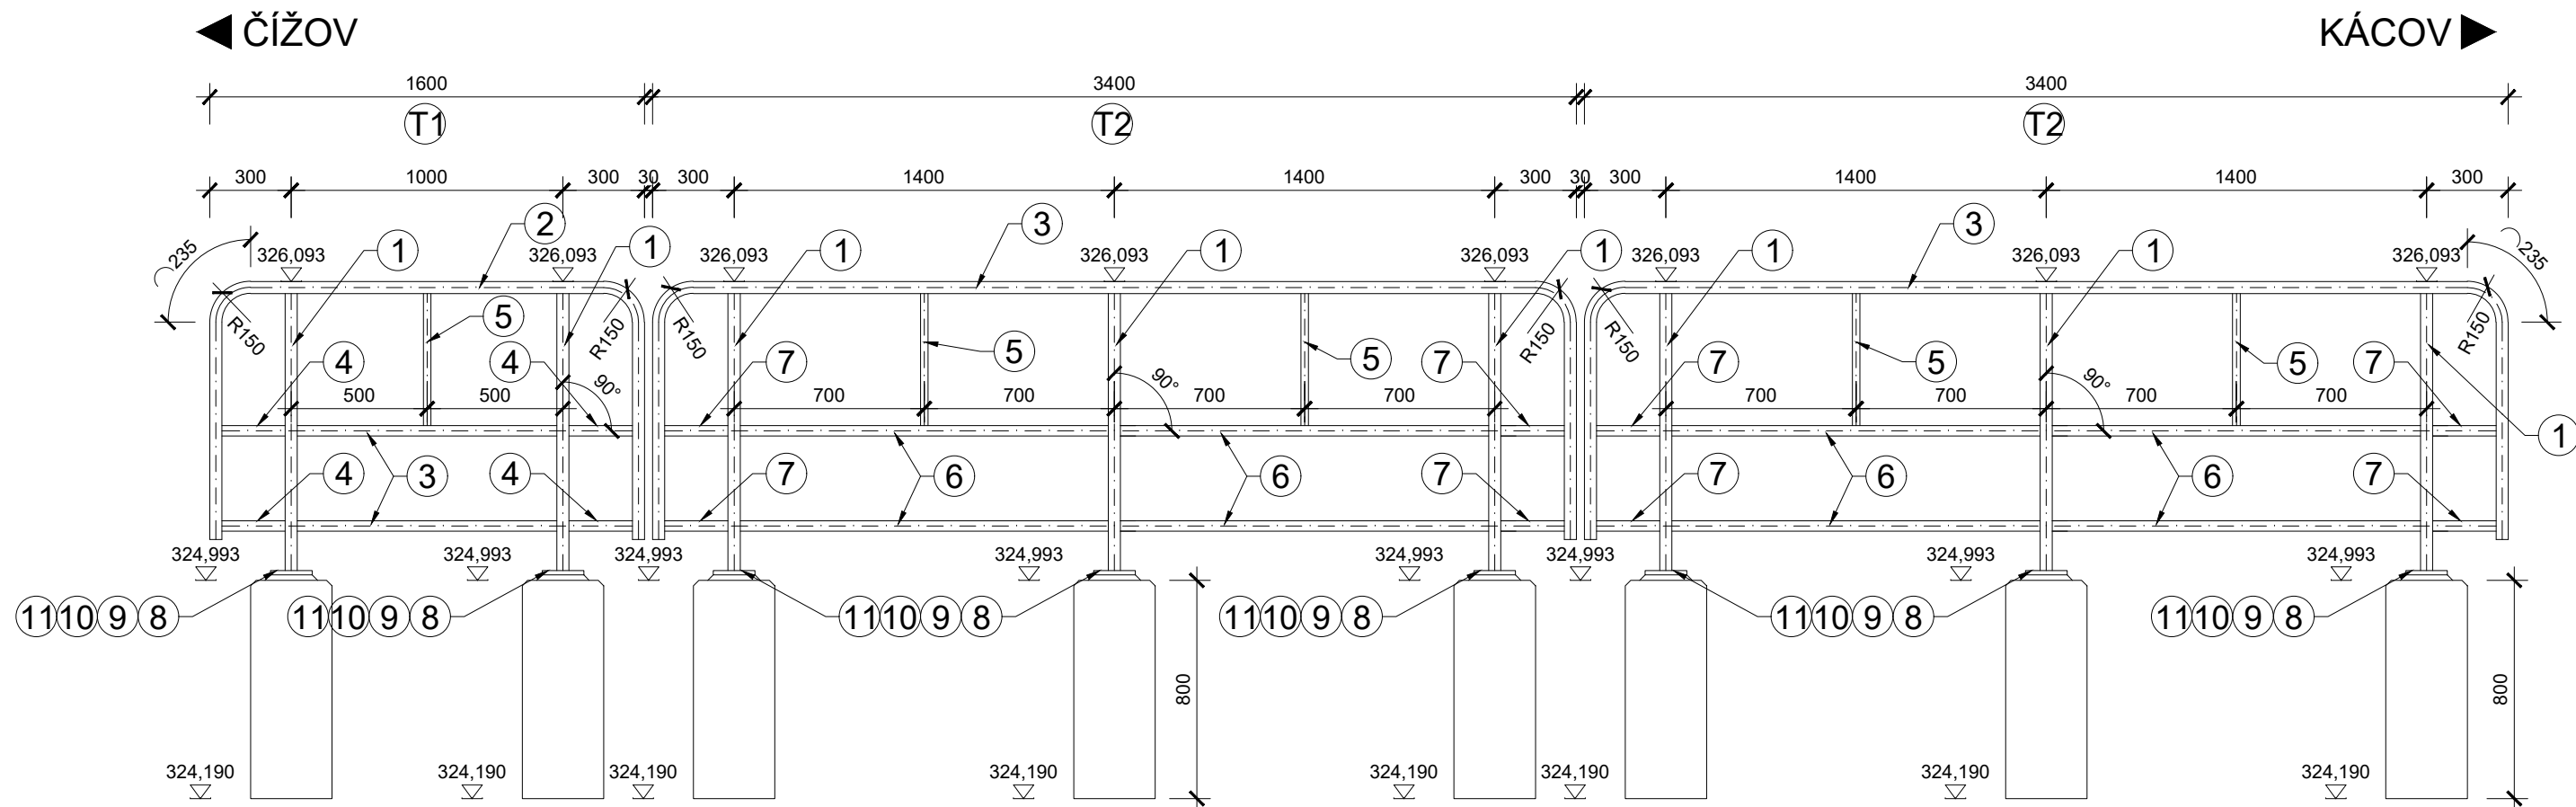 ČÍŽOV KÁCOV
1600 3400 3400
T1 T2 T2
300 1000 300 30 300 1400 1400 300 30 300 1400 1400 300
2 3 3
235 326,093 1 326,093 1 326,093 1 326,093 1 326,093 1 326,093 1 326,093 1 326,093 235
R150 5 R150 R150 5 R150 5 R150 5 R150 5
4 4 90° 7 90° 7 7 90° 7
500 500 700 700 700 700 700 700 700 700
1
4 3 4 7 6 6 7 7 6 6 7
324,993 324,993 324,993 324,993 324,993 324,993 324,993 324,993
11 10 9 8 11 10 9 8 11 10 9 8 11 10 9 8 11 10 9 8 11 10 9 8
800 800
324,190 324,190 324,190 324,190 324,190 324,190 324,190 324,190